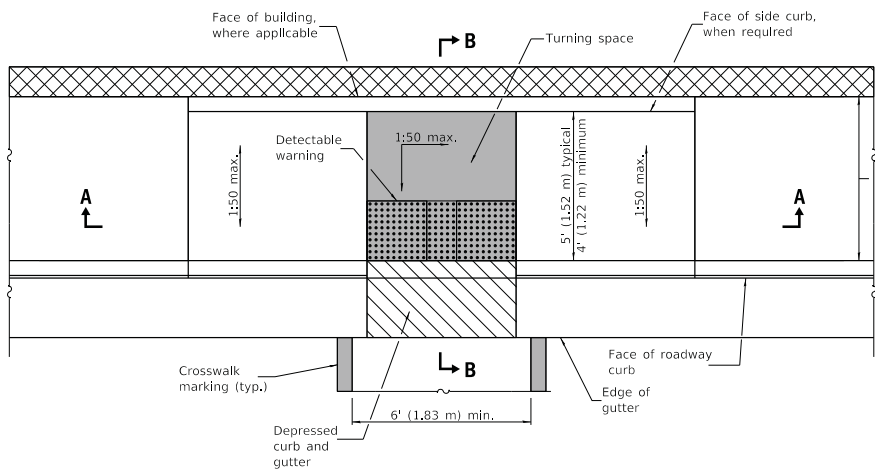 Face of building,
where applicable
B
Turning space
Face of side curb,
when required
Detectable
warning
1:50 max.
1:50 max.
5' (1.52 m) typical
4' (1.22 m) minimum
1:50 max.
A
A
Crosswalk
marking (typ.)
B
Face of roadway
curb
Edge of
gutter
6' (1.83 m) min.
Depressed
curb and
gutter